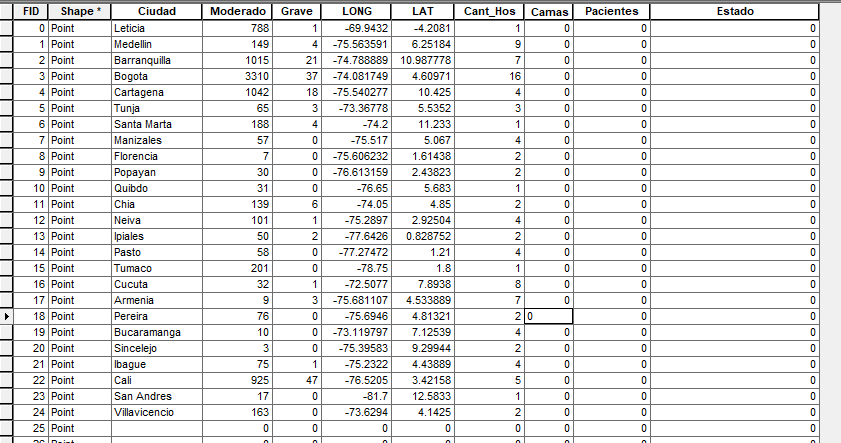 FID Shape * Ciudad Moderado Grave LONG LAT Cant_Hos Camas Pacientes Estado
0 Point Leticia 788 1 -69.9432 -4.2081 1 0 0 0
1 Point Medellin 149 4 -75.563591 6.25184 9 0 0 0
2 Point Barranquilla 1015 21 -74.788889 10.987778 7 0 0 0
3 Point Bogota 3310 37 -74.081749 4.60971 16 0 0 0
4 Point Cartagena 1042 18 -75.540277 10.425 4 0 0 0
5 Point Tunja 65 3 -73.36778 5.5352 3 0 0 0
6 Point Santa Marta 188 4 -74.2 11.233 1 0 0 0
7 Point Manizales 57 0 -75.517 5.067 4 0 0 0
8 Point Florencia 7 0 -75.606232 1.61438 2 0 0 0
9 Point Popayan 30 0 -76.613159 2.43823 2 0 0 0
10 Point Quibdo 31 0 -76.65 5.683 1 0 0 0
11 Point Chia 139 6 -74.05 4.85 2 0 0 0
12 Point Neiva 101 1 -75.2897 2.92504 4 0 0 0
13 Point Ipiales 50 2 -77.6426 0.828752 2 0 0 0
14 Point Pasto 58 0 -77.27472 1.21 4 0 0 0
15 Point Tumaco 201 0 -78.75 1.8 1 0 0 0
16 Point Cucuta 32 1 -72.5077 7.8938 8 0 0 0
17 Point Armenia 9 3 -75.681107 4.533889 7 0 0 0
18 Point Pereira 76 0 -75.6946 4.81321 2 0 0 0
19 Point Bucaramanga 10 0 -73.119797 7.12539 4 0 0 0
20 Point Sincelejo 3 0 -75.39583 9.29944 2 0 0 0
21 Point Ibague 75 1 -75.2322 4.43889 4 0 0 0
22 Point Cali 925 47 -76.5205 3.42158 5 0 0 0
23 Point San Andres 17 0 -81.7 12.5833 1 0 0 0
24 Point Villavicencio 163 0 -73.6294 4.1425 2 0 0 0
25 Point 0 0 0 0 0 0 0 0